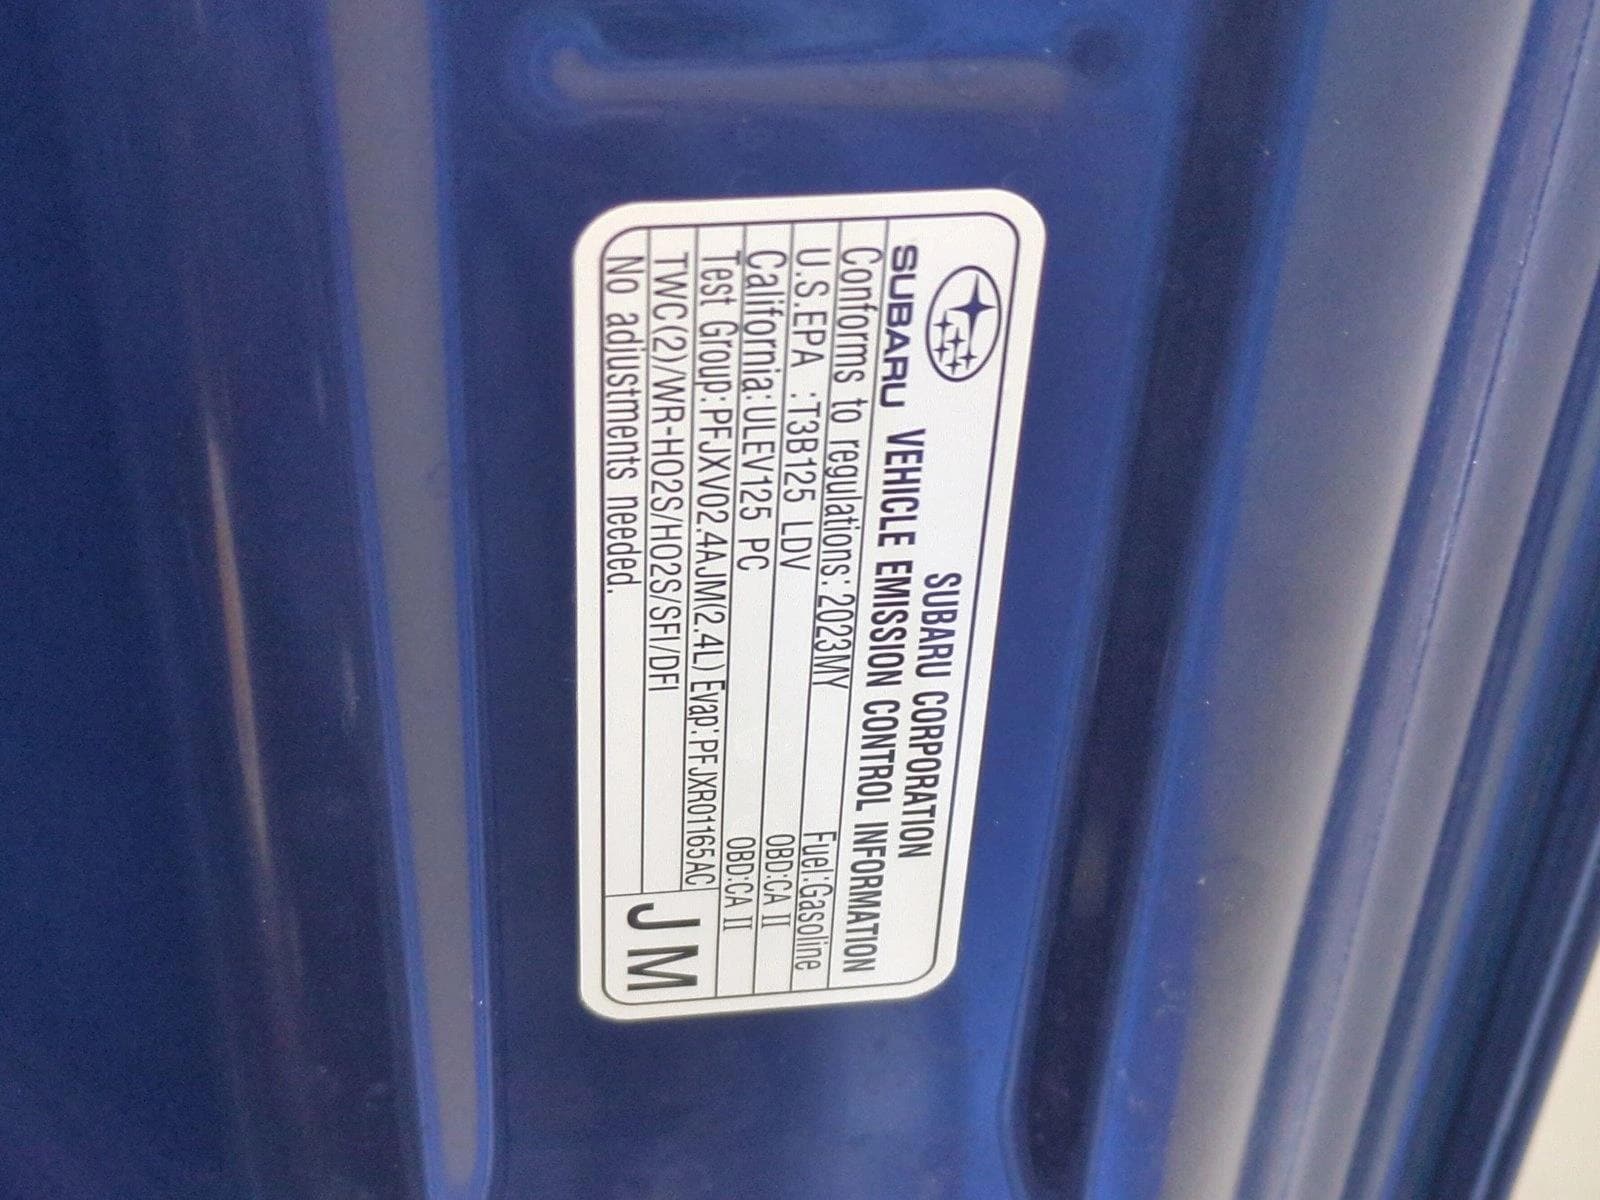 SUBARU CORPORATION
SUBARU VEHICLE EMISSION CONTROL INFORMATION
Conforms to regulations: 2023MY Fuel:Gasoline
U.S.EPA :T3B125 LDV OBD:CA II
California:ULEV125 PC OBD:CA II
Test Group:PFJXV02.4AJM(2.4L) Evap:PFJXR01165AC
TWC(2)/WR-HO2S/HO2S/SFI/DFI
No adjustments needed.
JM